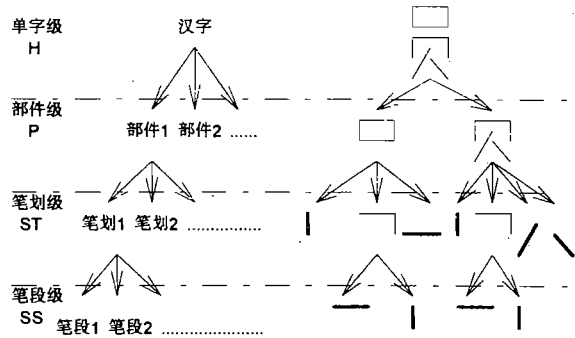 单字级
H
汉字
部件级
P
部件1 部件2 ......
笔划级
ST
笔划1 笔划2 .................
笔段级
SS
笔段1 笔段2 .......................